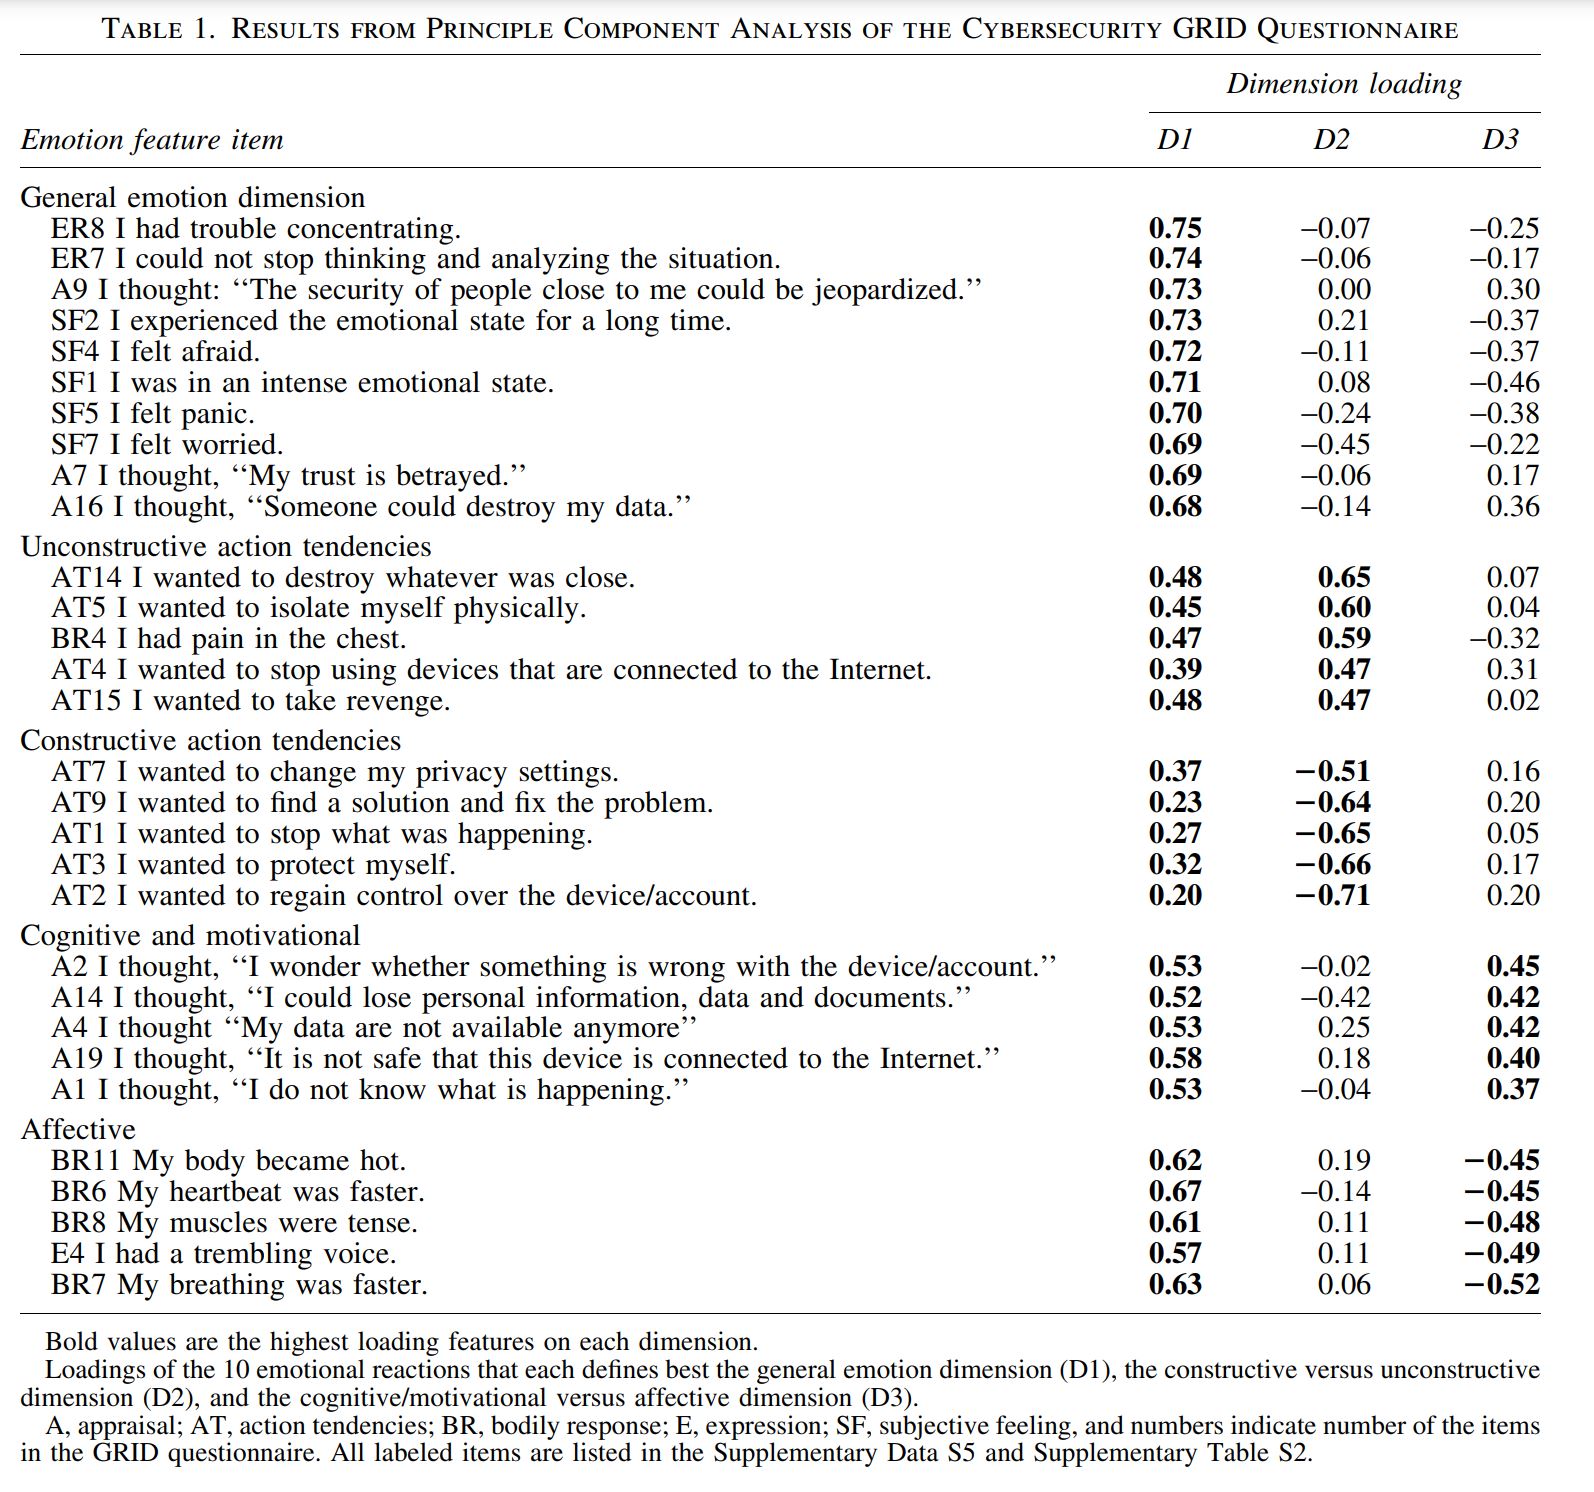 TABLE 1. RESULTS FROM PRINCIPLE COMPONENT ANALYSIS OF THE CYBERSECURITY GRID QUESTIONNAIRE
Dimension loading
Emotion feature item D1 D2 D3
General emotion dimension
ER8 I had trouble concentrating. 0.75 –0.07 –0.25
ER7 I could not stop thinking and analyzing the situation. 0.74 –0.06 –0.17
A9 I thought: ‘‘The security of people close to me could be jeopardized.’’ 0.73 0.00 0.30
SF2 I experienced the emotional state for a long time. 0.73 0.21 –0.37
SF4 I felt afraid. 0.72 –0.11 –0.37
SF1 I was in an intense emotional state. 0.71 0.08 –0.46
SF5 I felt panic. 0.70 –0.24 –0.38
SF7 I felt worried. 0.69 –0.45 –0.22
A7 I thought, ‘‘My trust is betrayed.’’ 0.69 –0.06 0.17
A16 I thought, ‘‘Someone could destroy my data.’’ 0.68 –0.14 0.36
Unconstructive action tendencies
AT14 I wanted to destroy whatever was close. 0.48 0.65 0.07
AT5 I wanted to isolate myself physically. 0.45 0.60 0.04
BR4 I had pain in the chest. 0.47 0.59 –0.32
AT4 I wanted to stop using devices that are connected to the Internet. 0.39 0.47 0.31
AT15 I wanted to take revenge. 0.48 0.47 0.02
Constructive action tendencies
AT7 I wanted to change my privacy settings. 0.37 –0.51 0.16
AT9 I wanted to find a solution and fix the problem. 0.23 –0.64 0.20
AT1 I wanted to stop what was happening. 0.27 –0.65 0.05
AT3 I wanted to protect myself. 0.32 –0.66 0.17
AT2 I wanted to regain control over the device/account. 0.20 –0.71 0.20
Cognitive and motivational
A2 I thought, ‘‘I wonder whether something is wrong with the device/account.’’ 0.53 –0.02 0.45
A14 I thought, ‘‘I could lose personal information, data and documents.’’ 0.52 –0.42 0.42
A4 I thought ‘‘My data are not available anymore’’ 0.53 0.25 0.42
A19 I thought, ‘‘It is not safe that this device is connected to the Internet.’’ 0.58 0.18 0.40
A1 I thought, ‘‘I do not know what is happening.’’ 0.53 –0.04 0.37
Affective
BR11 My body became hot. 0.62 0.19 –0.45
BR6 My heartbeat was faster. 0.67 –0.14 –0.45
BR8 My muscles were tense. 0.61 0.11 –0.48
E4 I had a trembling voice. 0.57 0.11 –0.49
BR7 My breathing was faster. 0.63 0.06 –0.52
Bold values are the highest loading features on each dimension.
Loadings of the 10 emotional reactions that each defines best the general emotion dimension (D1), the constructive versus unconstructive
dimension (D2), and the cognitive/motivational versus affective dimension (D3).
A, appraisal; AT, action tendencies; BR, bodily response; E, expression; SF, subjective feeling, and numbers indicate number of the items
in the GRID questionnaire. All labeled items are listed in the Supplementary Data S5 and Supplementary Table S2.